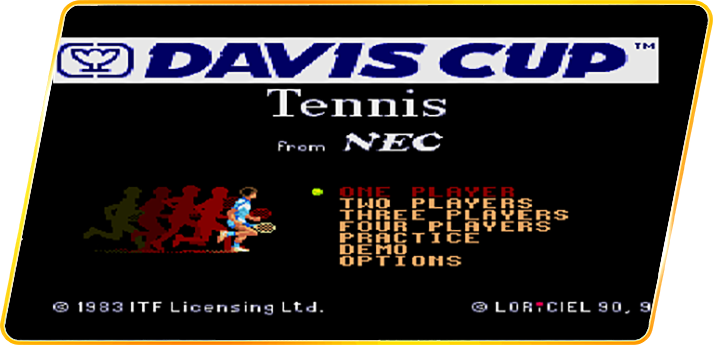 DAVIS CUP™
Tennis
from NEC
ONE PLAYER
TWO PLAYERS
THREE PLAYERS
FOUR PLAYERS
PRACTICE
DEMO
OPTIONS
© 1983 ITF Licensing Ltd.
© LORICIEL 90, 9